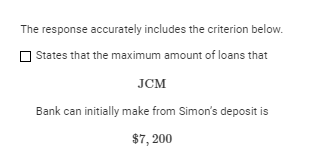 The response accurately includes the criterion below.
States that the maximum amount of loans that
JCM
Bank can initially make from Simon's deposit is
$7, 200